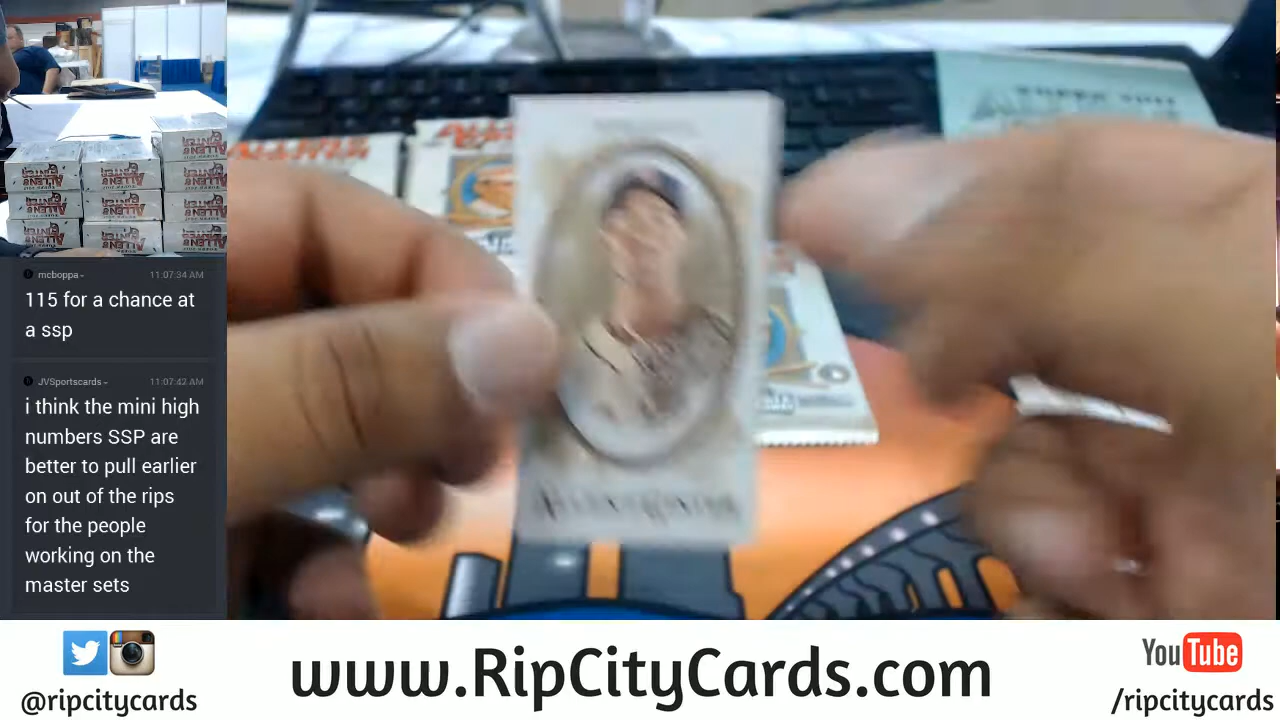 mcboppa-
11:07:34 AM
115 for a chance at
a ssp
JVSportscards-
11:07:42 AM
i think the mini high
numbers SSP are
better to pull earlier
on out of the rips
for the people
working on the
master sets
@ripcitycards
www.RipCityCards.com
YouTube
/ripcitycards